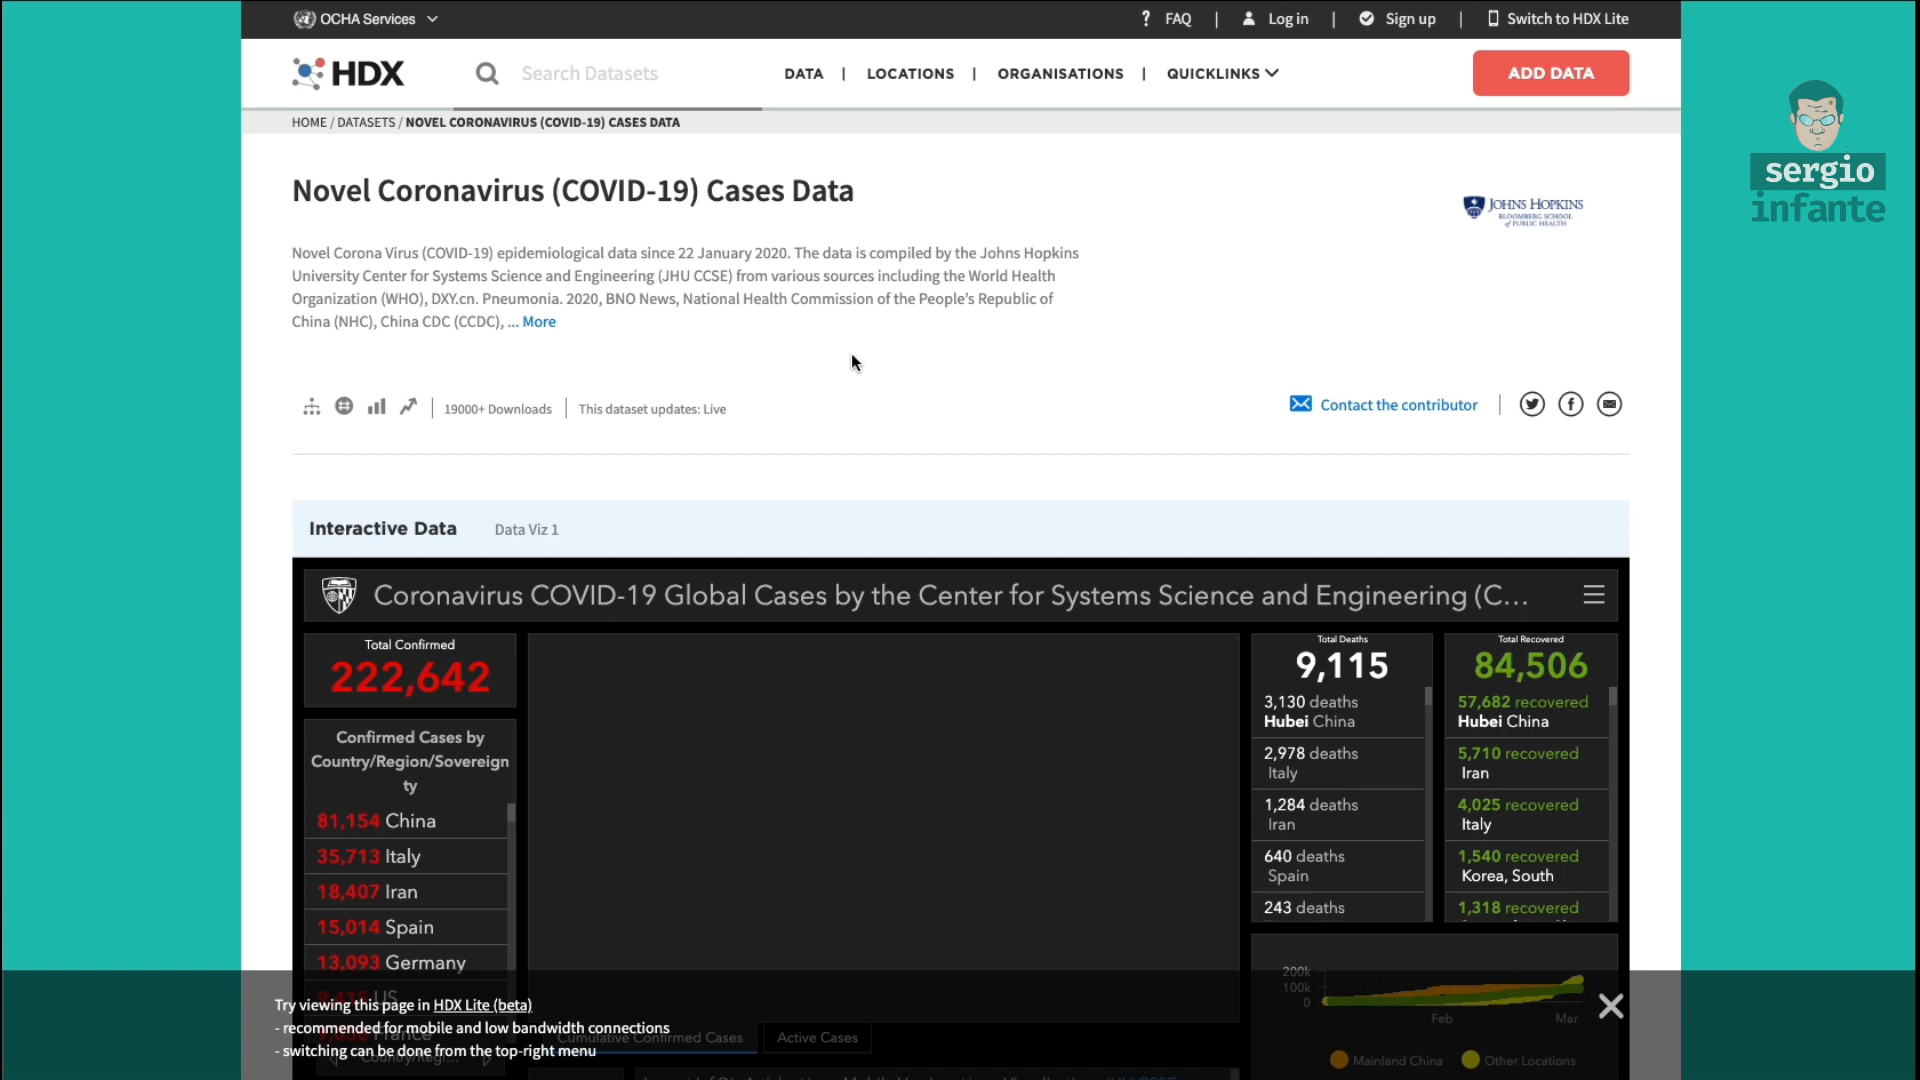 OCHA Services
FAQ | Log in | Sign up | Switch to HDX Lite
HDX
Search Datasets
DATA | LOCATIONS | ORGANISATIONS | QUICKLINKS
ADD DATA
HOME / DATASETS / NOVEL CORONAVIRUS (COVID-19) CASES DATA
sergio
infante
Novel Coronavirus (COVID-19) Cases Data
JOHNS HOPKINS
BLOOMBERG SCHOOL
of PUBLIC HEALTH
Novel Corona Virus (COVID-19) epidemiological data since 22 January 2020. The data is compiled by the Johns Hopkins
University Center for Systems Science and Engineering (JHU CCSE) from various sources including the World Health
Organization (WHO), DXY.cn. Pneumonia. 2020, BNO News, National Health Commission of the People's Republic of
China (NHC), China CDC (CCDC), ... More
19000+ Downloads | This dataset updates: Live
Contact the contributor
Interactive Data
Data Viz 1
Coronavirus COVID-19 Global Cases by the Center for Systems Science and Engineering (C...
Total Confirmed
222,642
Confirmed Cases by
Country/Region/Sovereign
ty
81,154 China
35,713 Italy
18,407 Iran
15,014 Spain
13,093 Germany
US
France
Total Deaths
9,115
3,130 deaths
Hubei China
2,978 deaths
Italy
1,284 deaths
Iran
640 deaths
Spain
243 deaths
Total Recovered
84,506
57,682 recovered
Hubei China
5,710 recovered
Iran
4,025 recovered
Italy
1,540 recovered
Korea, South
1,318 recovered
200k
100k
0
Feb
Mar
Mainland China
Other Locations
Cumulative Confirmed Cases
Active Cases
Try viewing this page in HDX Lite (beta)
- recommended for mobile and low bandwidth connections
- switching can be done from the top-right menu